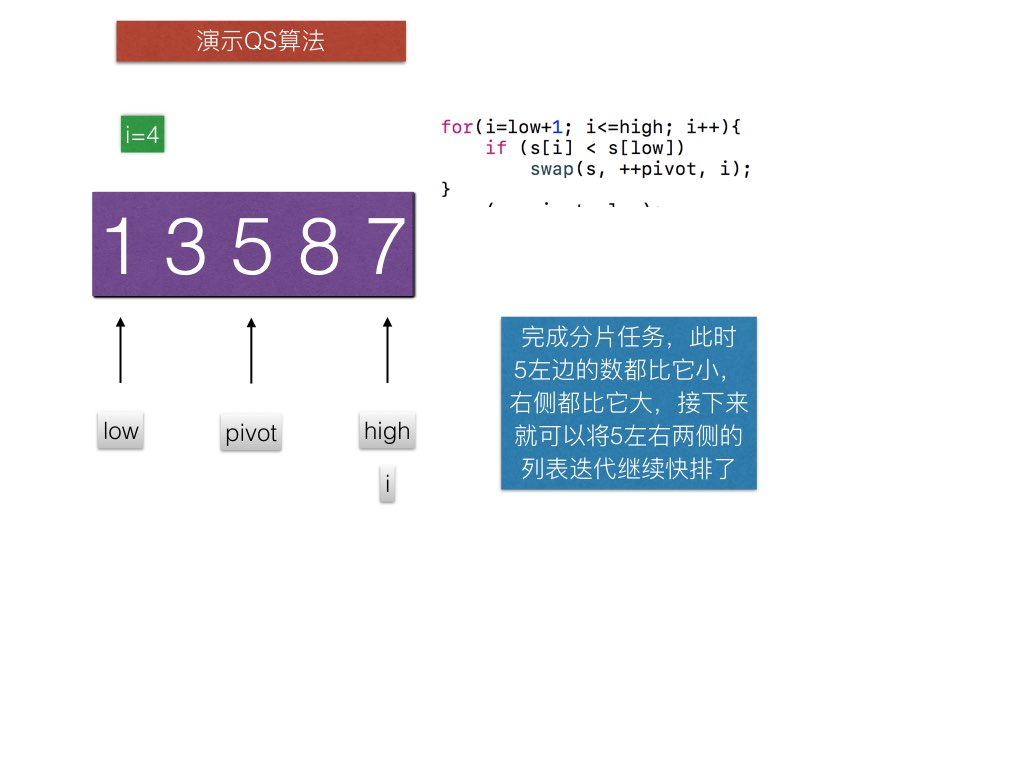 演示QS算法
i=4
for(i=low+1; i<=high; i++){
if (s[i] < s[low])
swap(s, ++pivot, i);
}
1 3 5 8 7
完成分片任务，此时
5左边的数都比它小，
右侧都比它大，接下来
就可以将5左右两侧的
列表迭代继续快排了
low
pivot
high
i